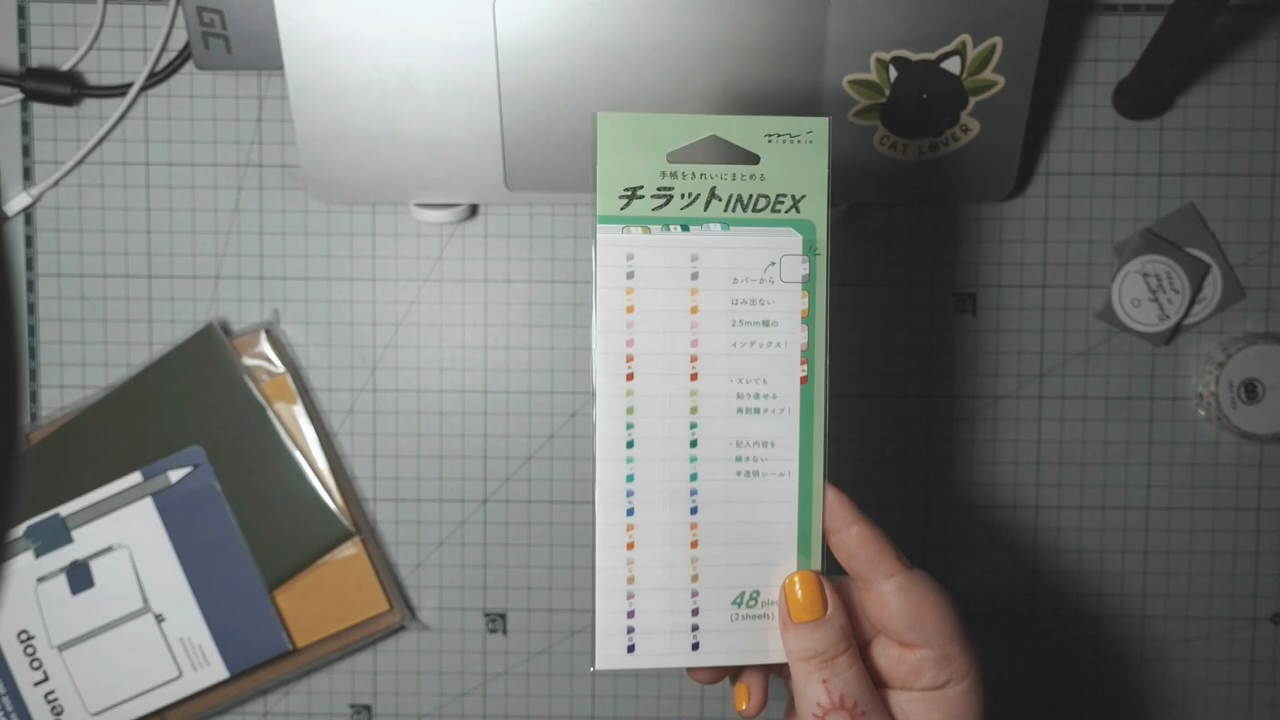 GC
MIDORI
手帳をきれいにまとめる
チラットINDEX
カバーから
はみ出ない
2.5mm幅の
インデックス!
・ズレても
貼り直せる
再剥離タイプ!
・記入内容を
隠さない
半透明シール!
48
(2 sheets)
CAT LOVER
en Loop